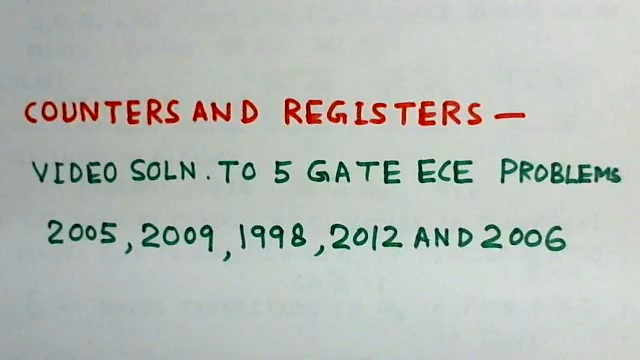 COUNTERS AND REGISTERS —
VIDEO SOLN. TO 5 GATE ECE PROBLEMS
2005, 2009, 1998, 2012 AND 2006